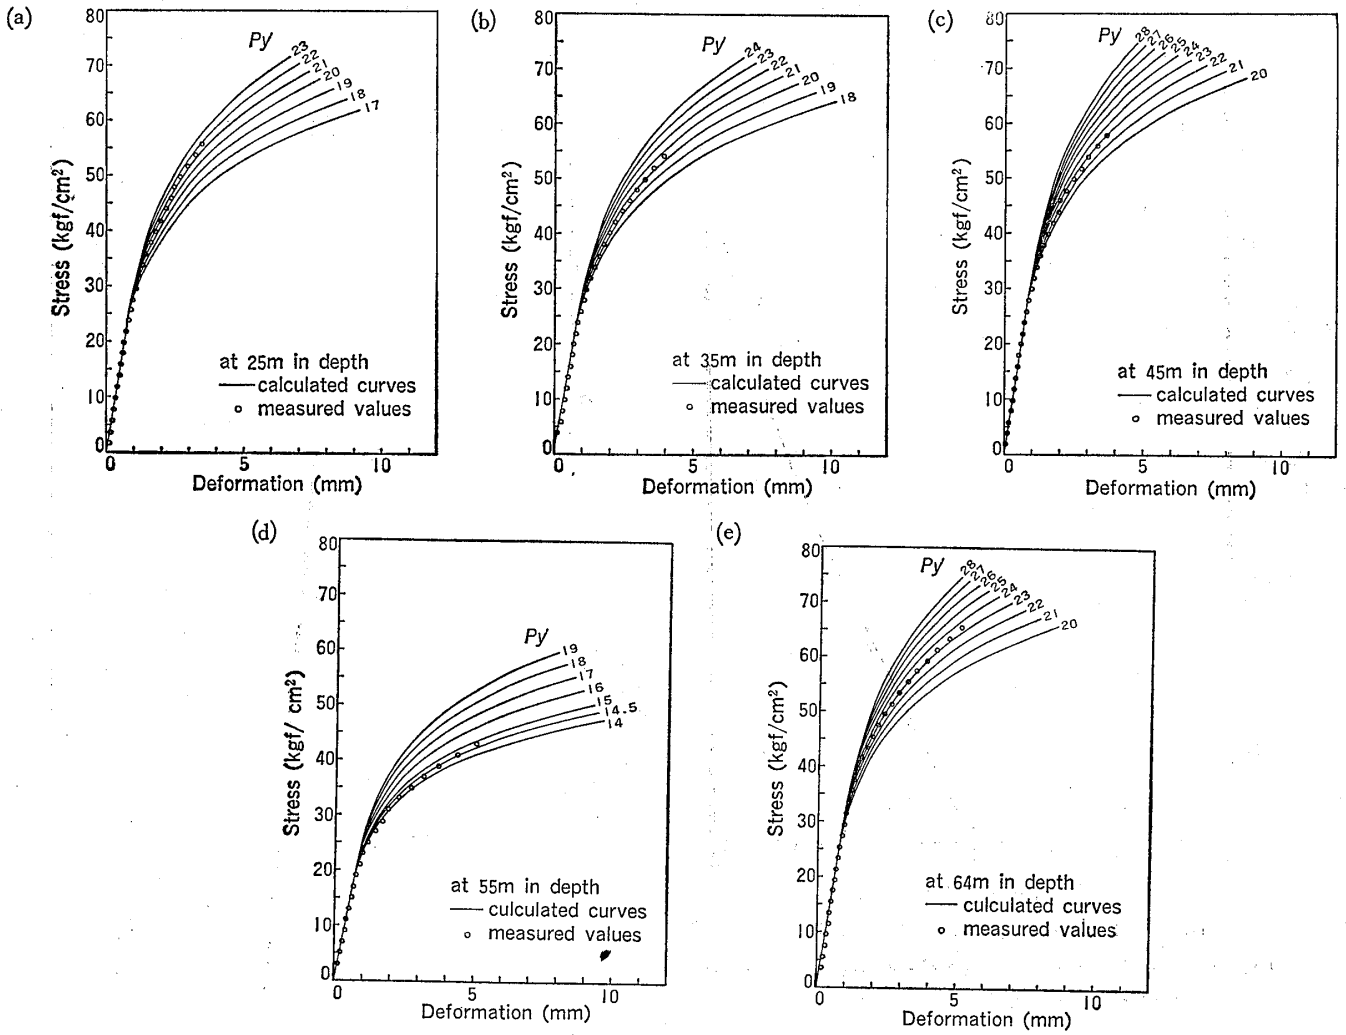 (a)
80
70
60
50
40
30
20
10
0
Stress (kgf/cm²)
Py
23
22
21
20
19
18
17
at 25m in depth
calculated curves
measured values
0 5 10
Deformation (mm)
(b)
80
70
60
50
40
30
20
10
0
Stress (kgf/cm²)
Py
24
23
22
21
20
19
18
at 35m in depth
calculated curves
measured values
0 5 10
Deformation (mm)
(c)
80
70
60
50
40
30
20
10
0
Stress (kgf/cm²)
Py
28
27
26
25
24
23
22
21
20
at 45m in depth
calculated curves
measured values
0 5 10
Deformation (mm)
(d)
80
70
60
50
40
30
20
10
0
Stress (kgf/ cm²)
Py
19
18
17
16
15
14.5
14
at 55m in depth
culculated curves
measured values
0 5 10
Deformation (mm)
(e)
80
70
60
50
40
30
20
10
0
Stress (kgf/cm²)
Py
28
27
26
25
24
23
22
21
20
at 64m in depth
culculated curves
measured values
0 5 10
Deformation (mm)